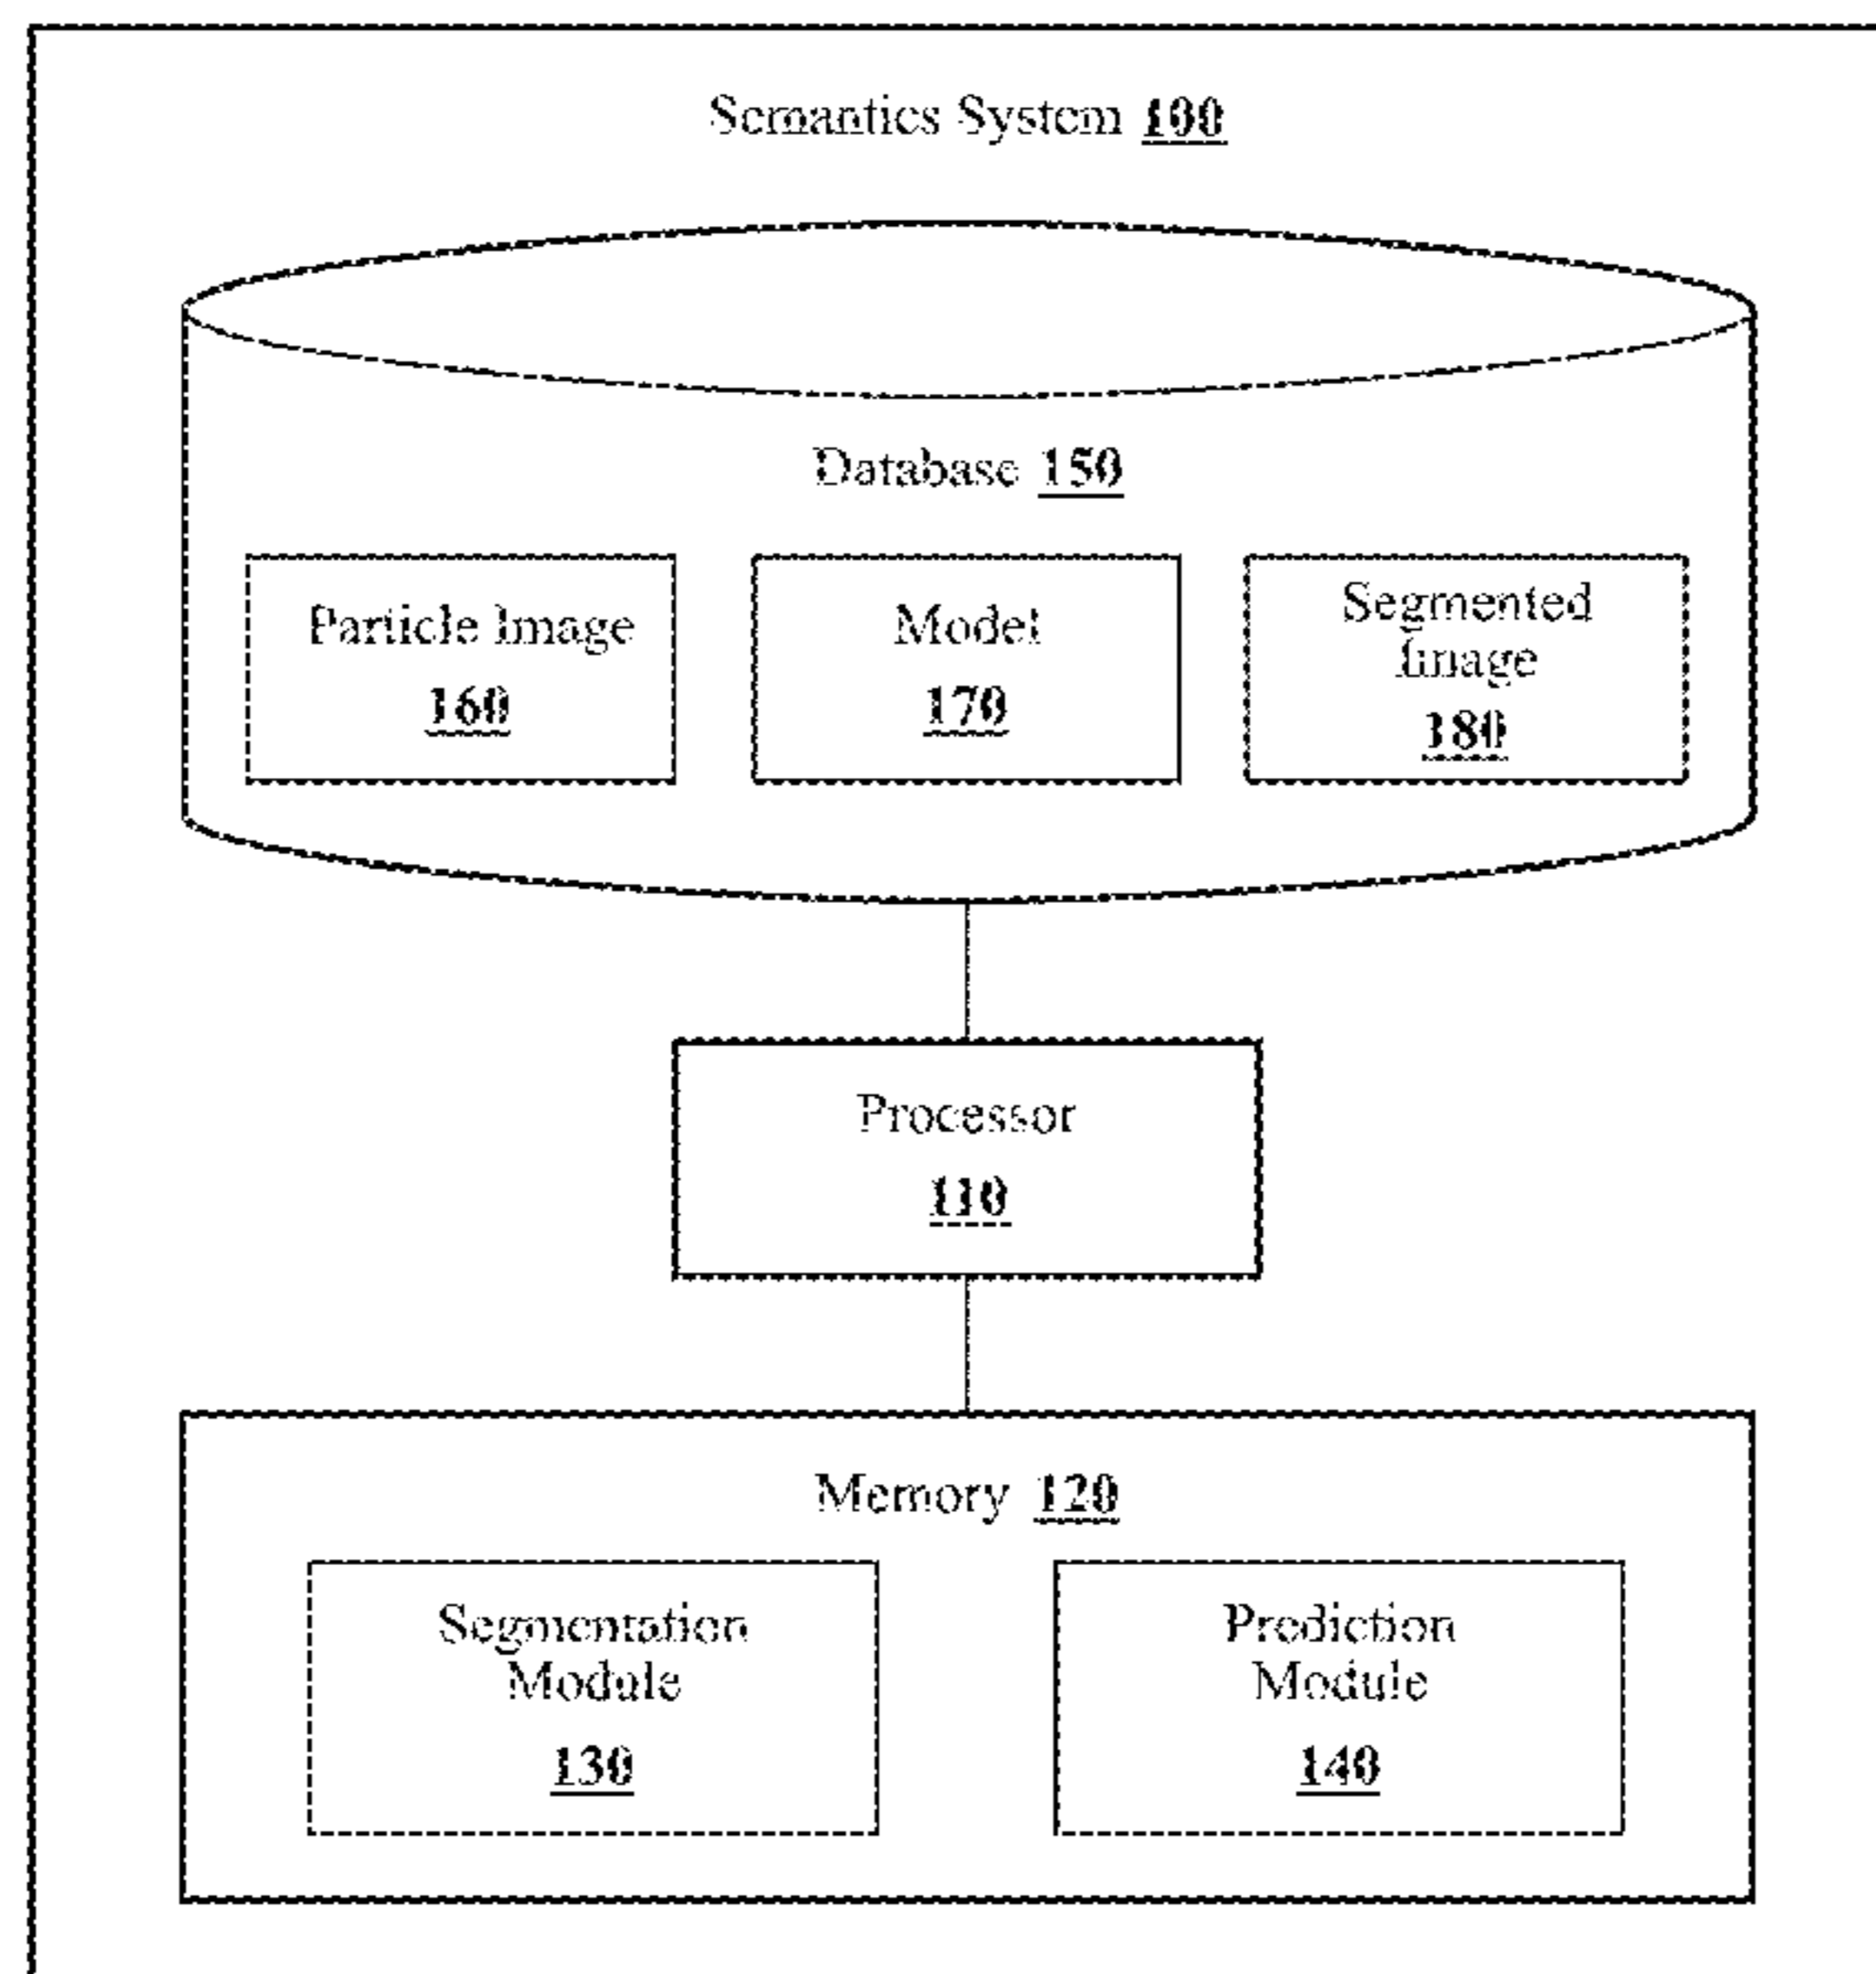 Semantics System 100
Database 150
Particle Image
160
Model
170
Segmented
Image
180
Processor
110
Memory 120
Segmentation
Module
130
Prediction
Module
140